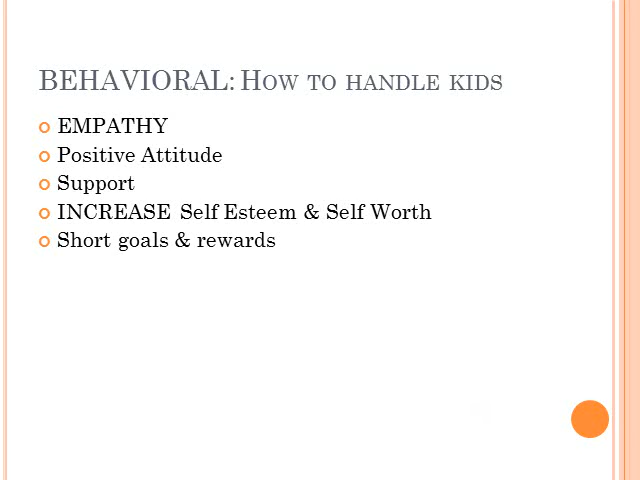 BEHAVIORAL: How to handle kids
EMPATHY
Positive Attitude
Support
INCREASE Self Esteem & Self Worth
Short goals & rewards